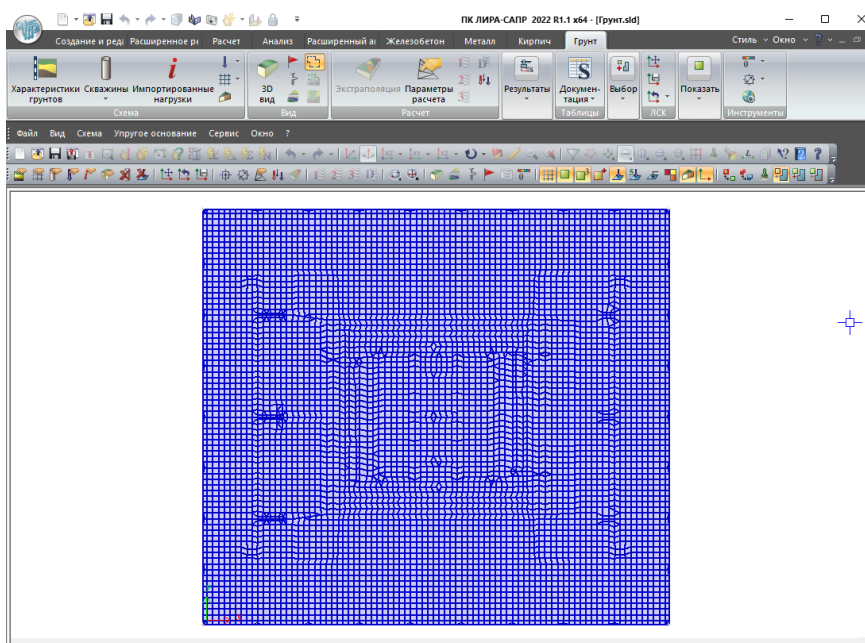 ПК ЛИРА-САПР 2022 R1.1 x64 - [Грунт.sld]
Создание и реда Расширенное ре Расчет Анализ Расширенный ан Железобетон Металл Кирпич Грунт Стиль Окно ?
Характеристики грунтов Скважины Импортированные нагрузки
3D вид
Экстраполяция Параметры расчета
Результаты
Докумен-тация
Выбор
Показать
Схема Вид Расчет Таблицы ЛСК Инструменты
Файл Вид Схема Упругое основание Сервис Окно ?